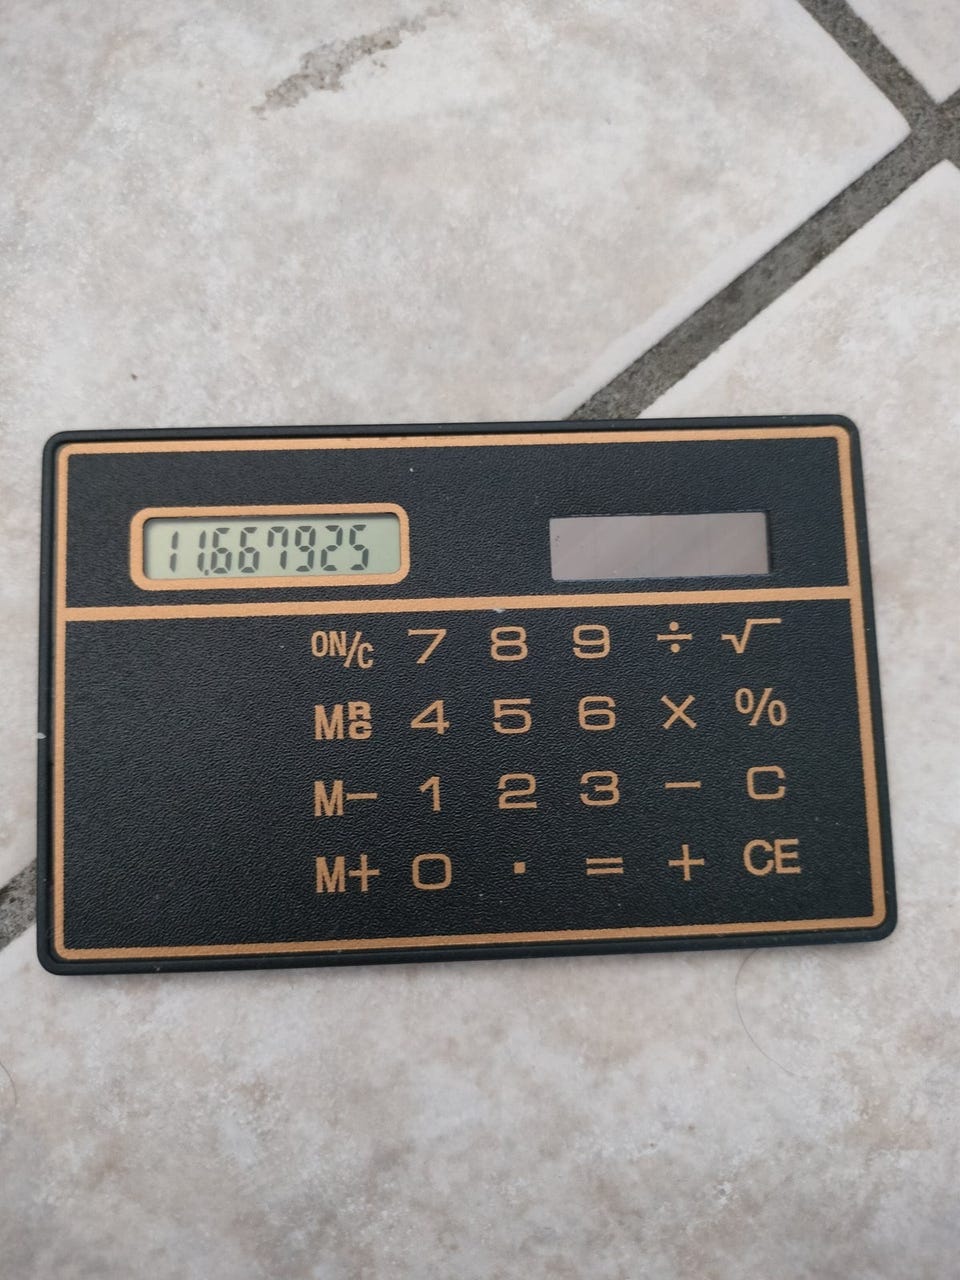 11.667925
ON/C 7 8 9 ÷ √
MRC 4 5 6 × %
M− 1 2 3 − C
M+ 0 . = + CE